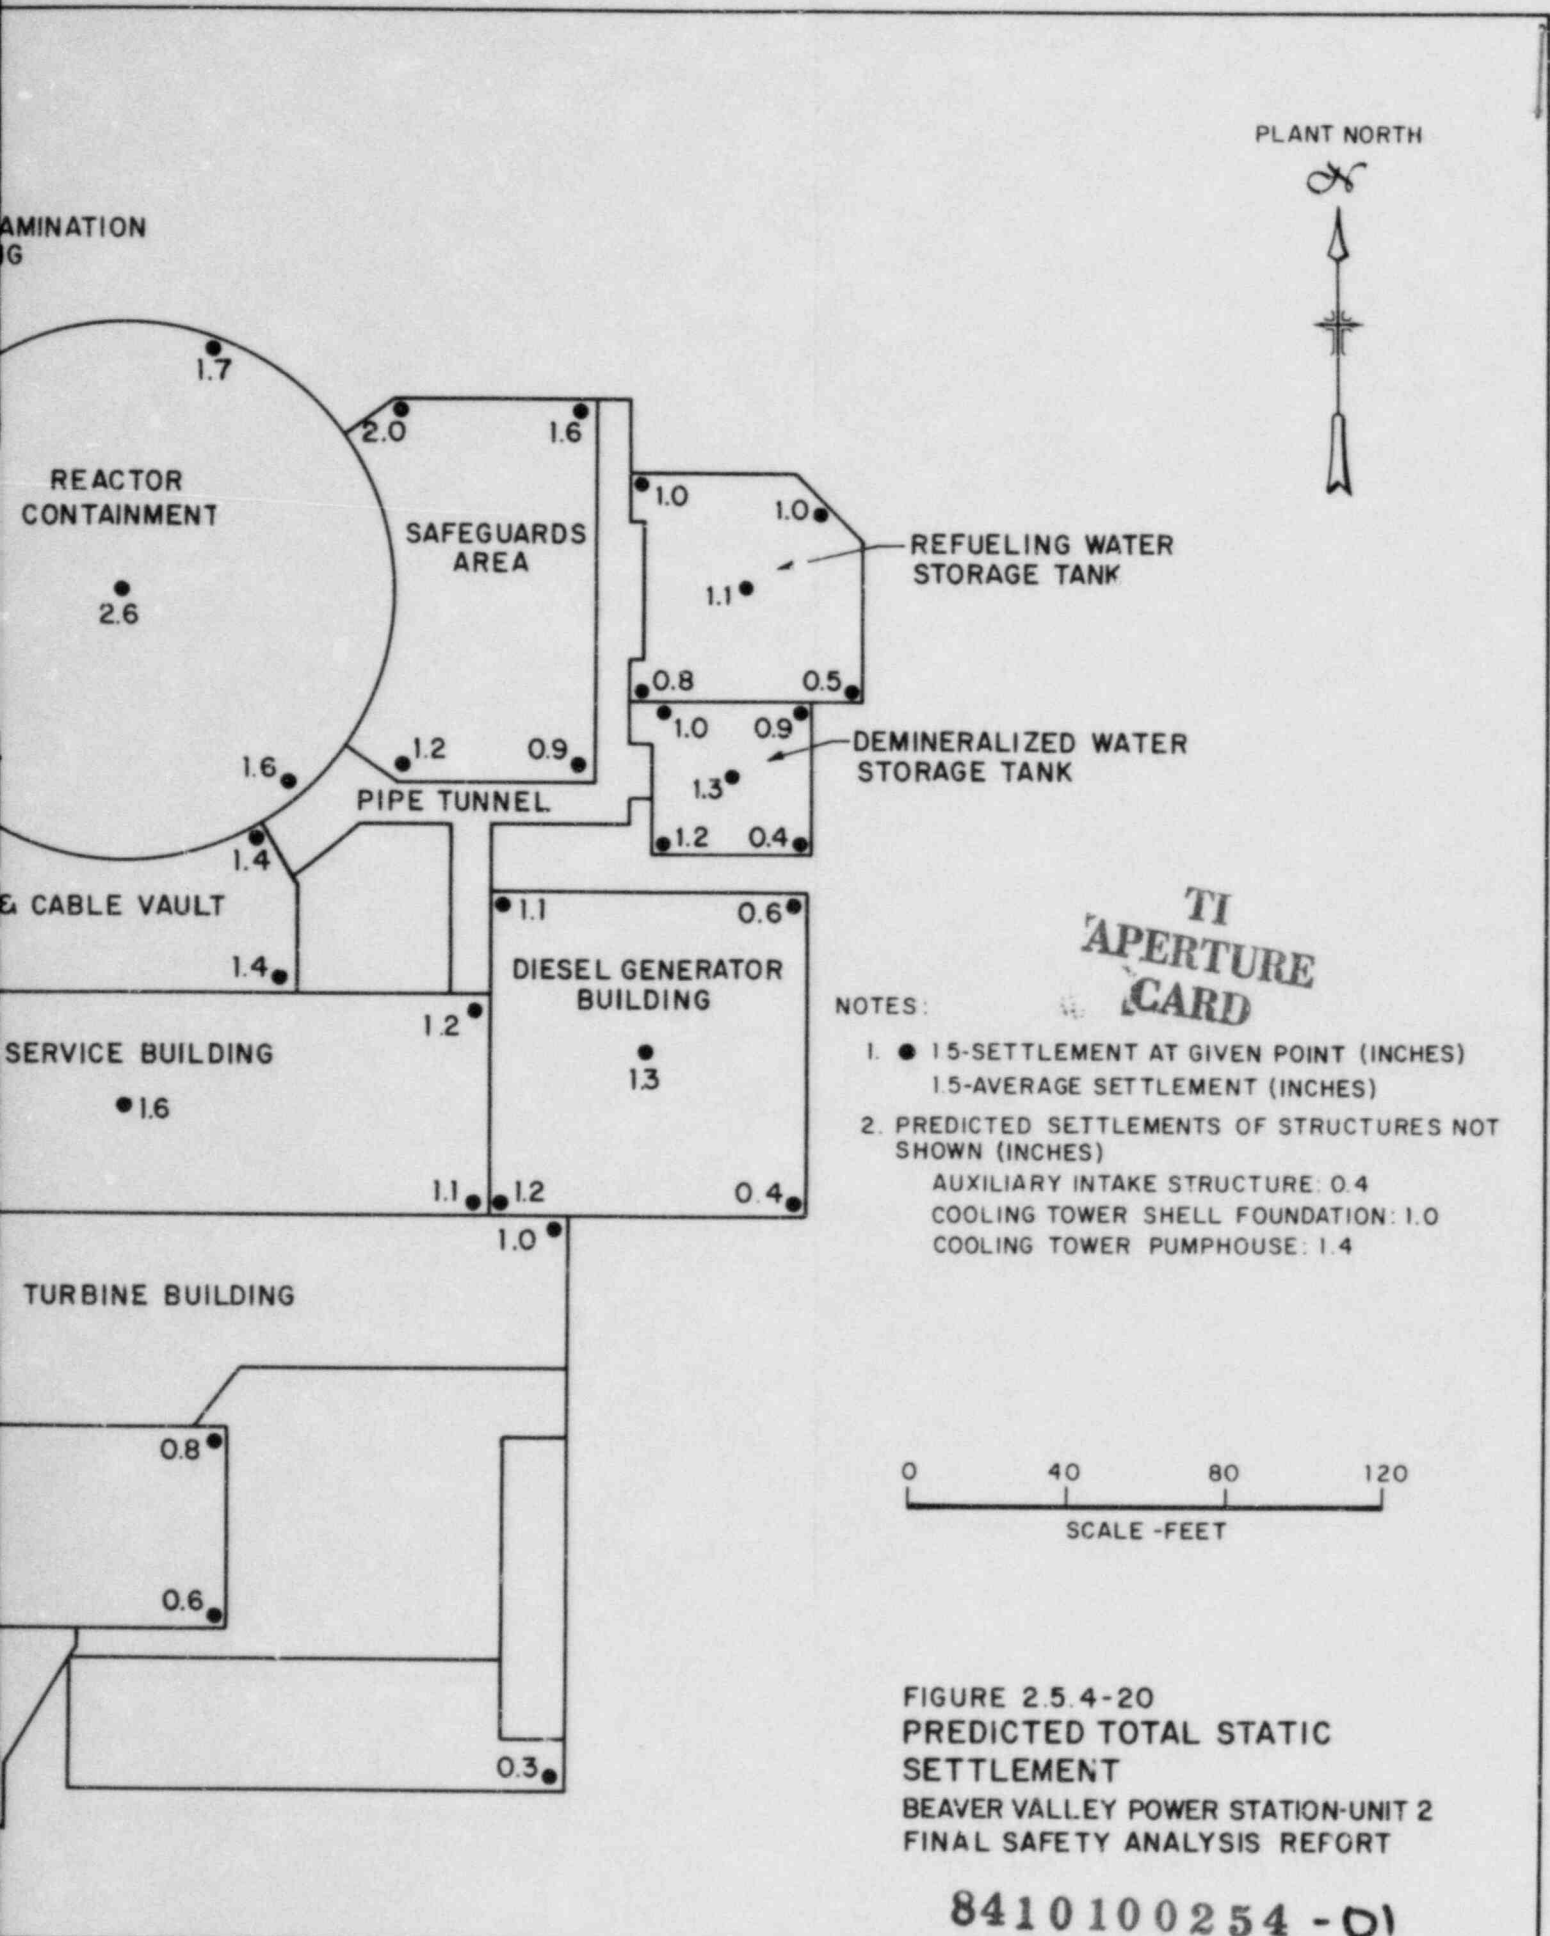 PLANT NORTH
N
AMINATION
G
1.7
2.0
1.6
REACTOR
CONTAINMENT
2.6
SAFEGUARDS
AREA
1.0
1.0
REFUELING WATER
STORAGE TANK
1.1
0.8
0.5
1.0
0.9
DEMINERALIZED WATER
STORAGE TANK
1.3
1.2
0.4
1.6
1.2
0.9
PIPE TUNNEL
1.4
& CABLE VAULT
1.4
1.1
0.6
DIESEL GENERATOR
BUILDING
1.3
1.2
0.4
1.2
SERVICE BUILDING
1.6
1.1
1.0
TURBINE BUILDING
0.8
0.6
0.3
TI
APERTURE
CARD
NOTES:
1. ● 1.5-SETTLEMENT AT GIVEN POINT (INCHES)
1.5-AVERAGE SETTLEMENT (INCHES)
2. PREDICTED SETTLEMENTS OF STRUCTURES NOT
SHOWN (INCHES)
AUXILIARY INTAKE STRUCTURE: 0.4
COOLING TOWER SHELL FOUNDATION: 1.0
COOLING TOWER PUMPHOUSE: 1.4
0 40 80 120
SCALE -FEET
FIGURE 2.5.4-20
PREDICTED TOTAL STATIC
SETTLEMENT
BEAVER VALLEY POWER STATION-UNIT 2
FINAL SAFETY ANALYSIS REPORT
8410100254 -01